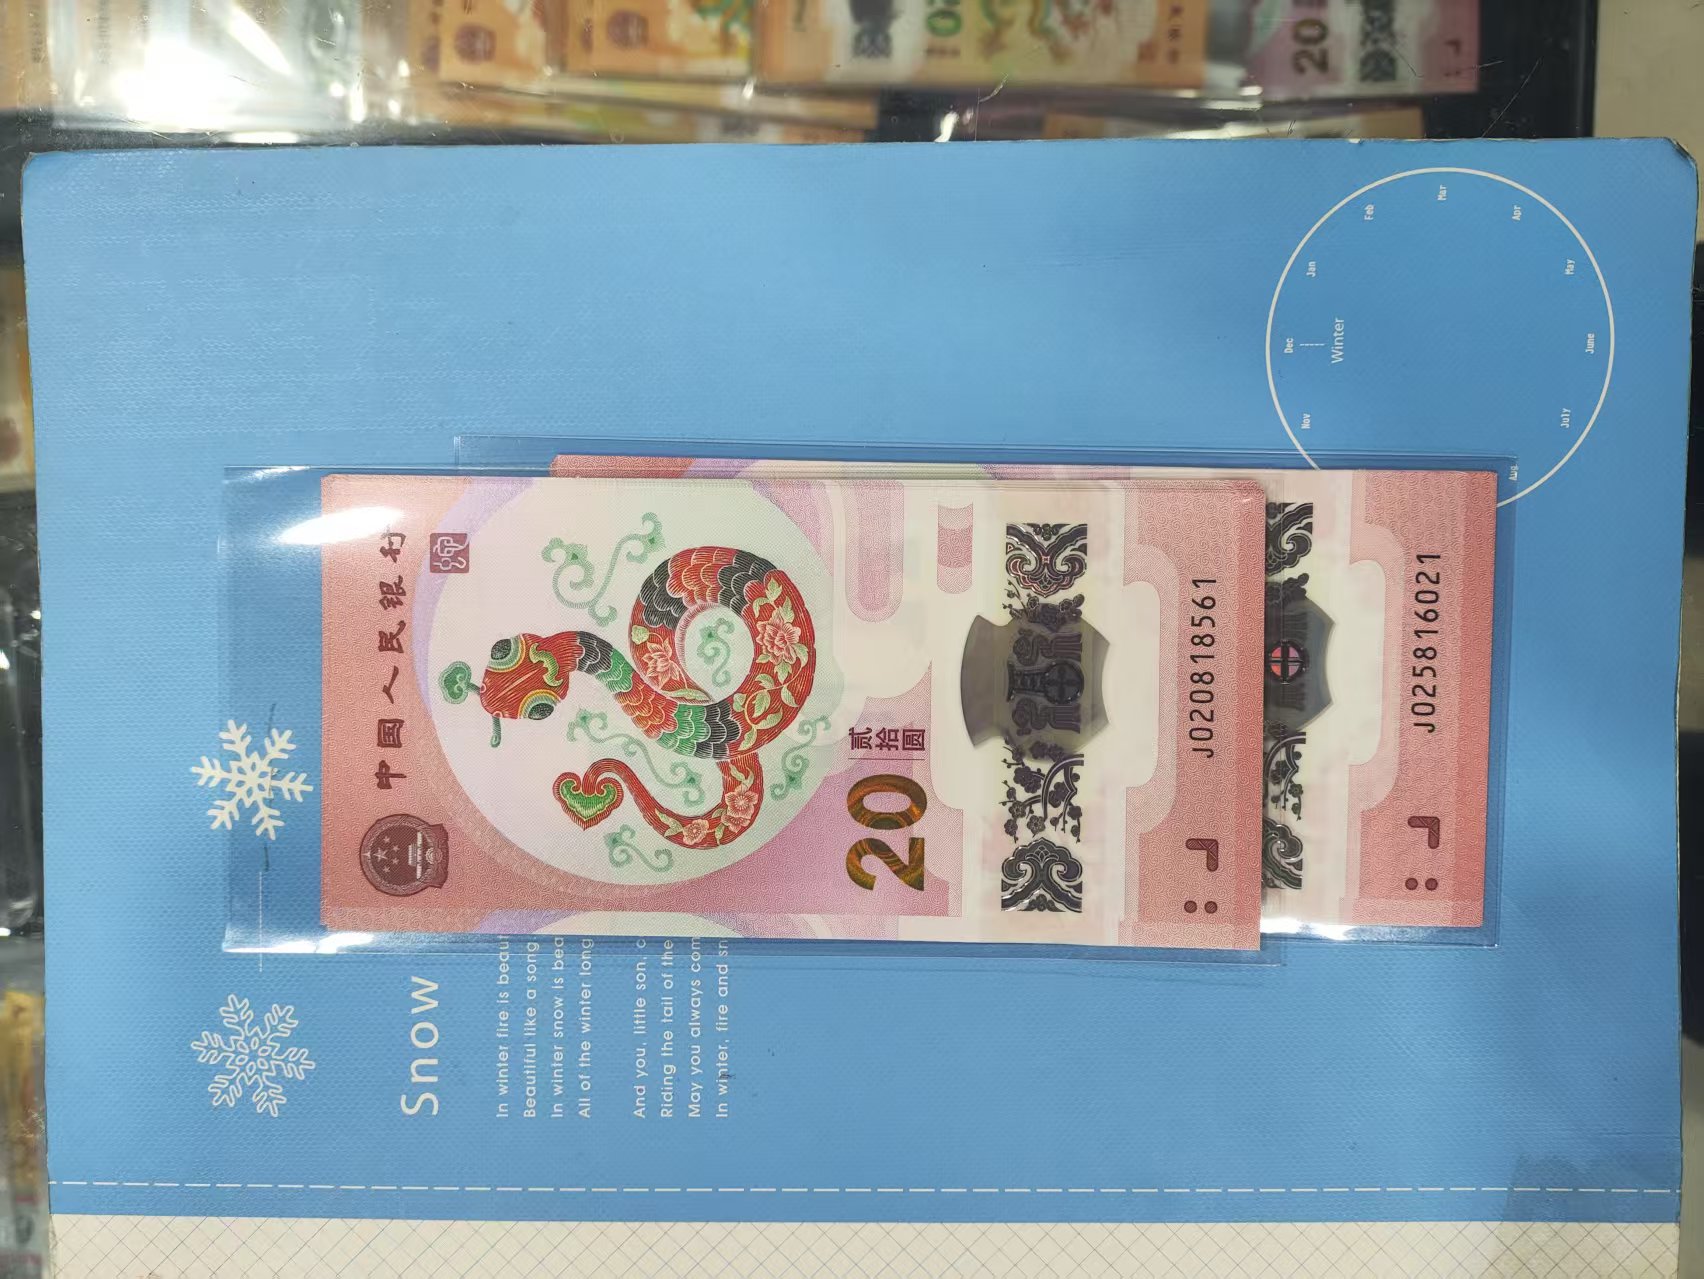 中国人民银行
20
贰拾圆
J020818561
J025816021
20
Snow
In winter fire is beaut
Beautiful like a song
In winter snow is bea
All of the winter long
And you, little son, c
Riding the tail of the
May you always com
In winter, fire and sn
Winter
Dec
Jan
Feb
Mar
Apr
May
June
July
Aug
Nov